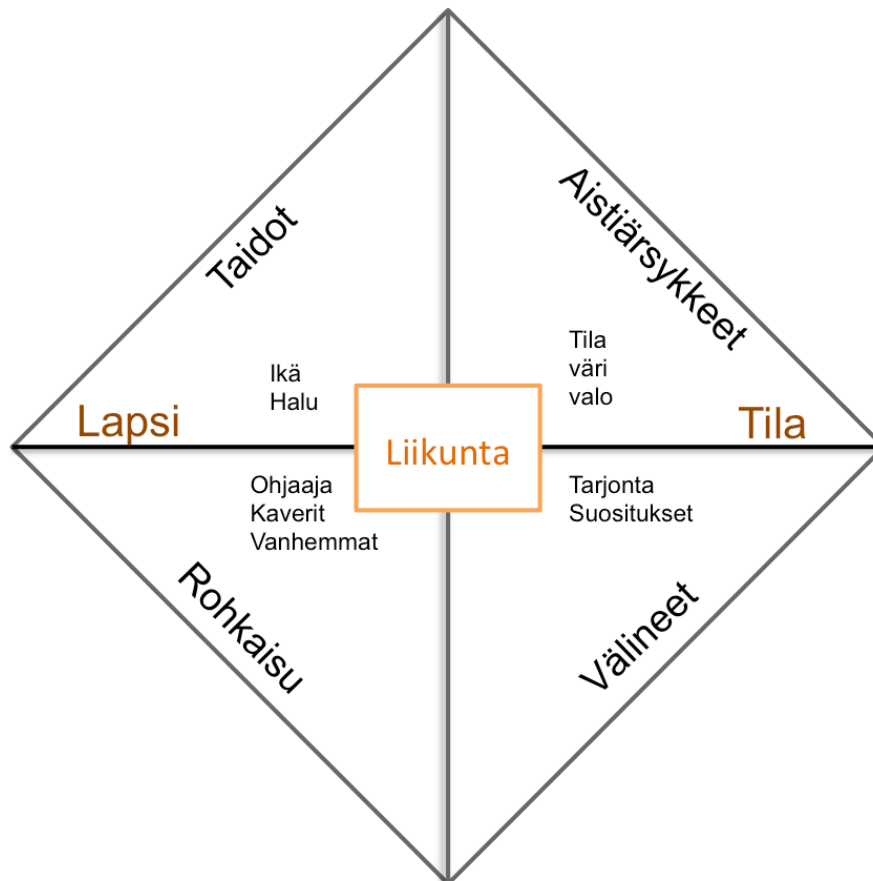 Taidot
Aistiärsykkeet
Ikä
Halu
Tila
väri
valo
Lapsi
Liikunta
Tila
Ohjaaja
Kaverit
Vanhemmat
Tarjonta
Suositukset
Rohkaisu
Välineet